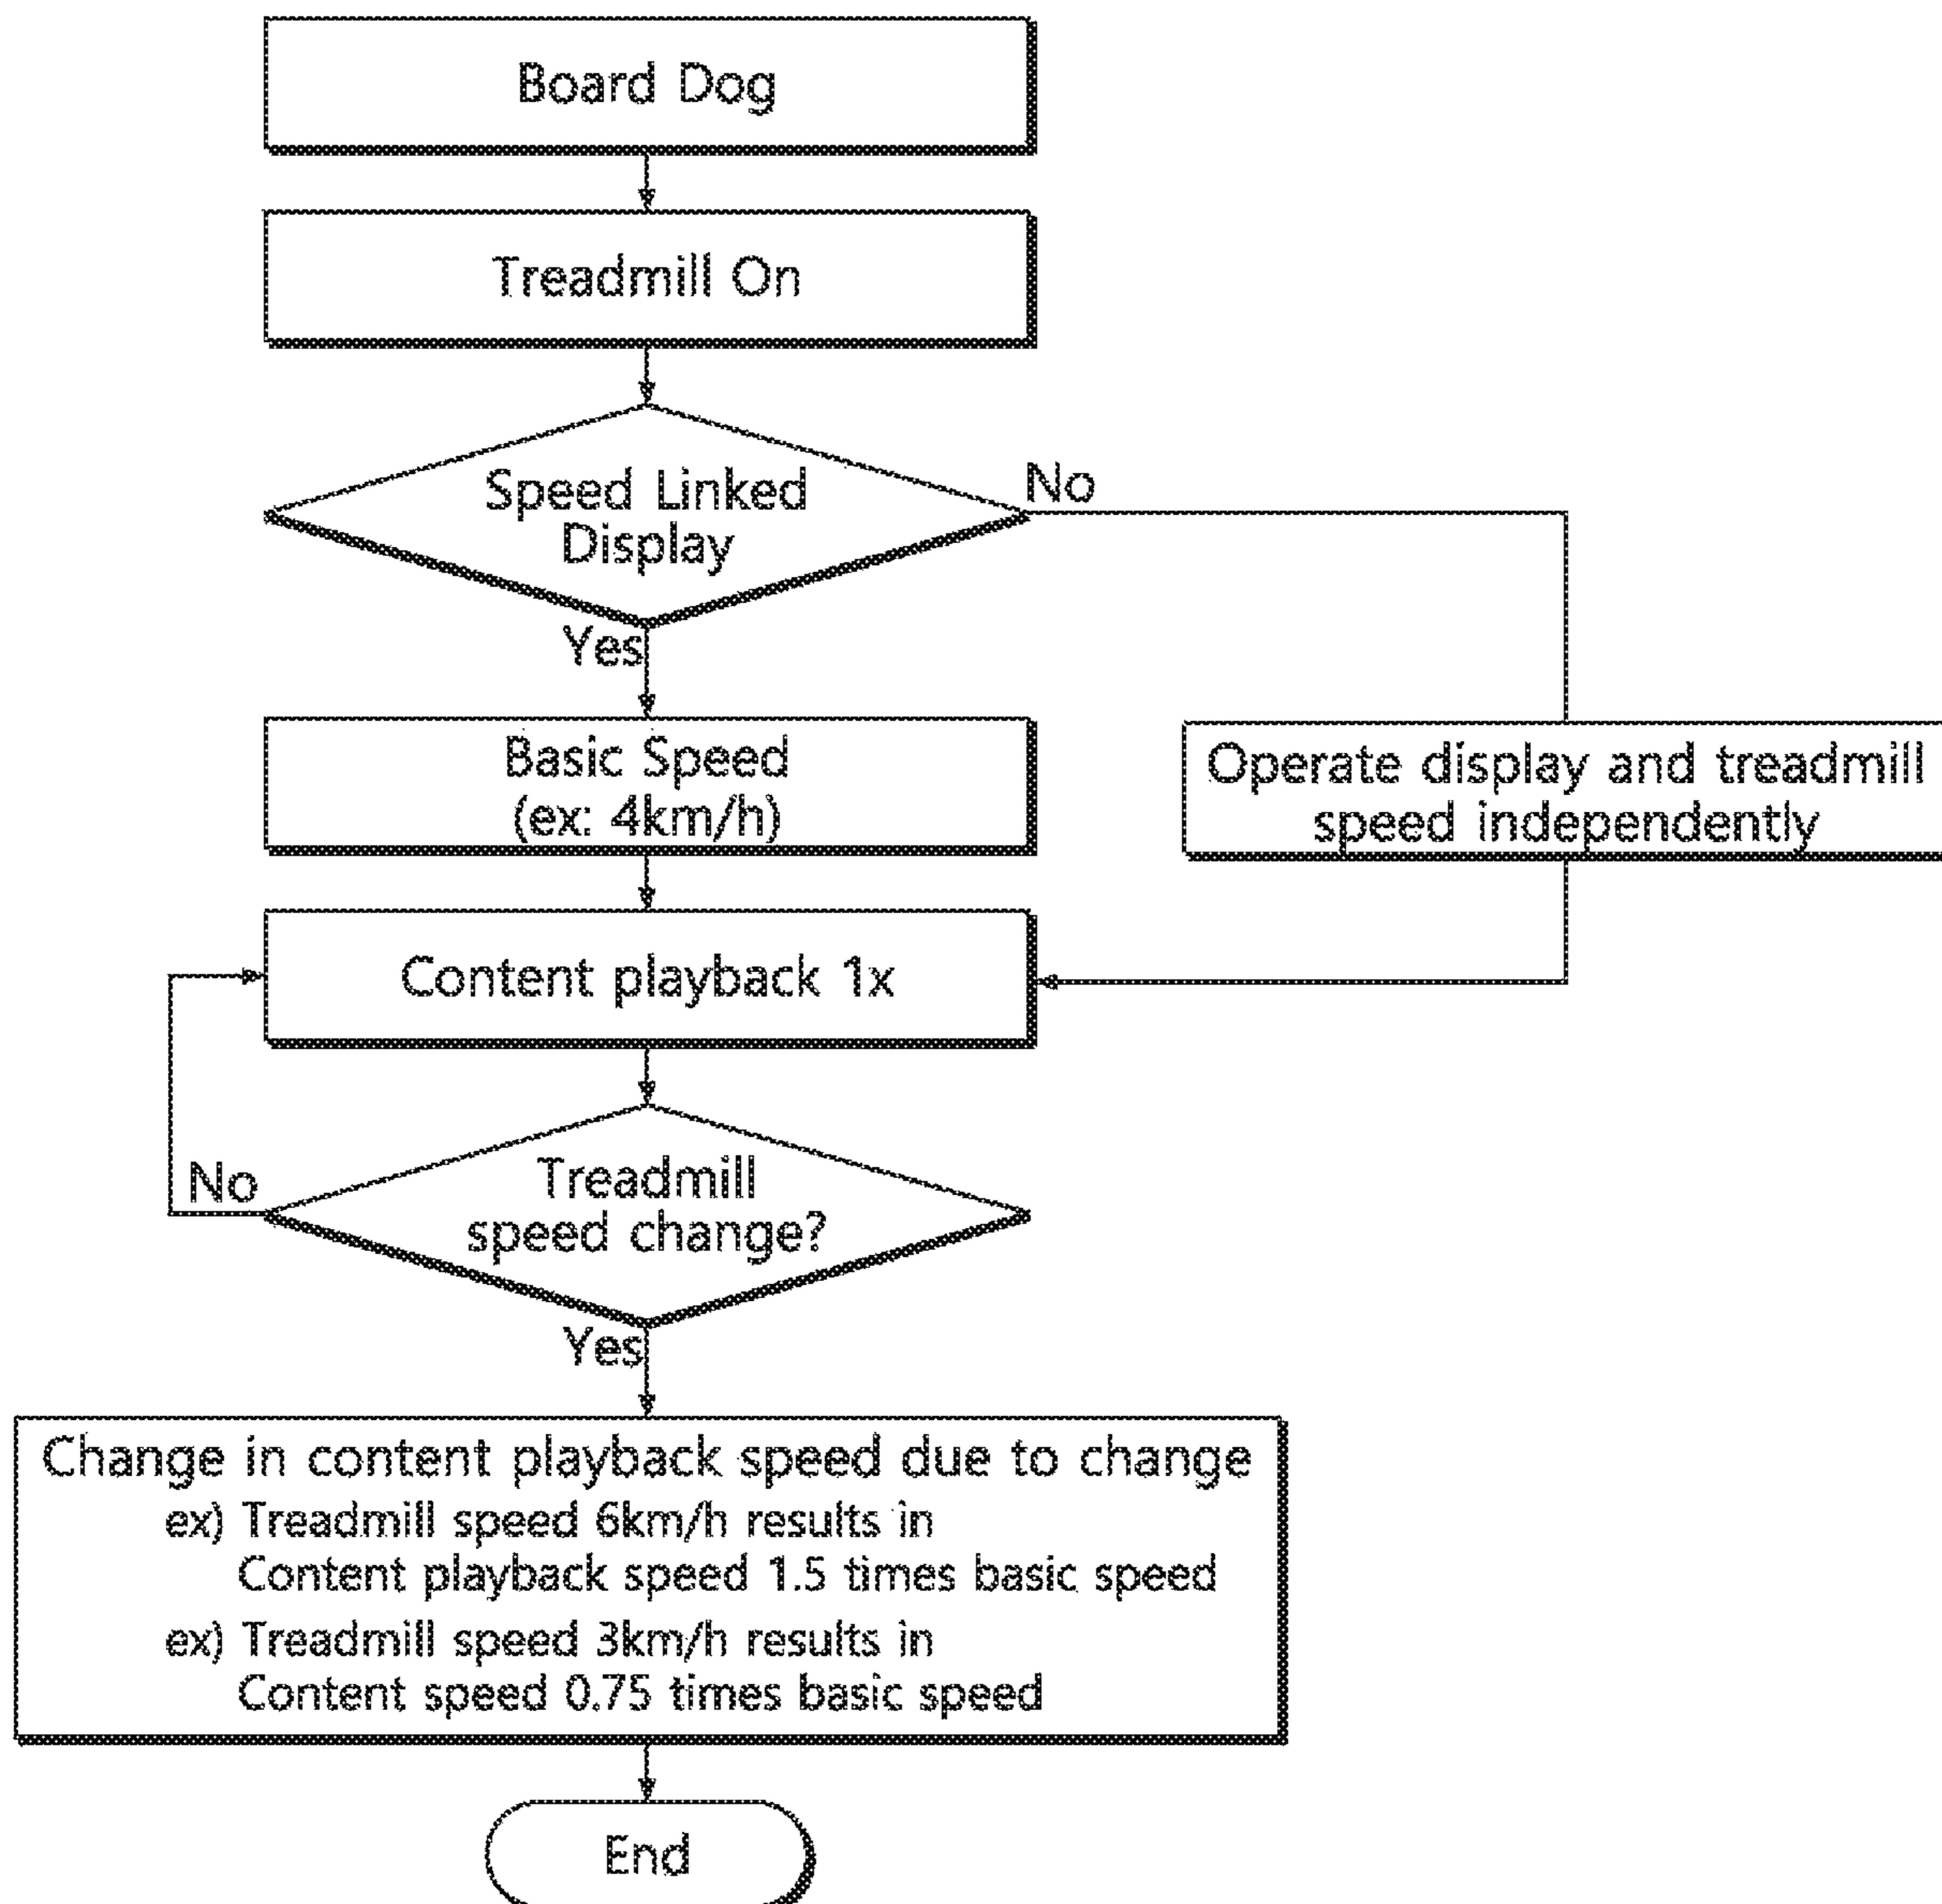 Board Dog
Treadmill On
Speed Linked
Display
No
Yes
Basic Speed
(ex: 4km/h)
Operate display and treadmill
speed independently
Content playback 1x
Treadmill
speed change?
No
Yes
Change in content playback speed due to change
ex) Treadmill speed 6km/h results in
Content playback speed 1.5 times basic speed
ex) Treadmill speed 3km/h results in
Content speed 0.75 times basic speed
End